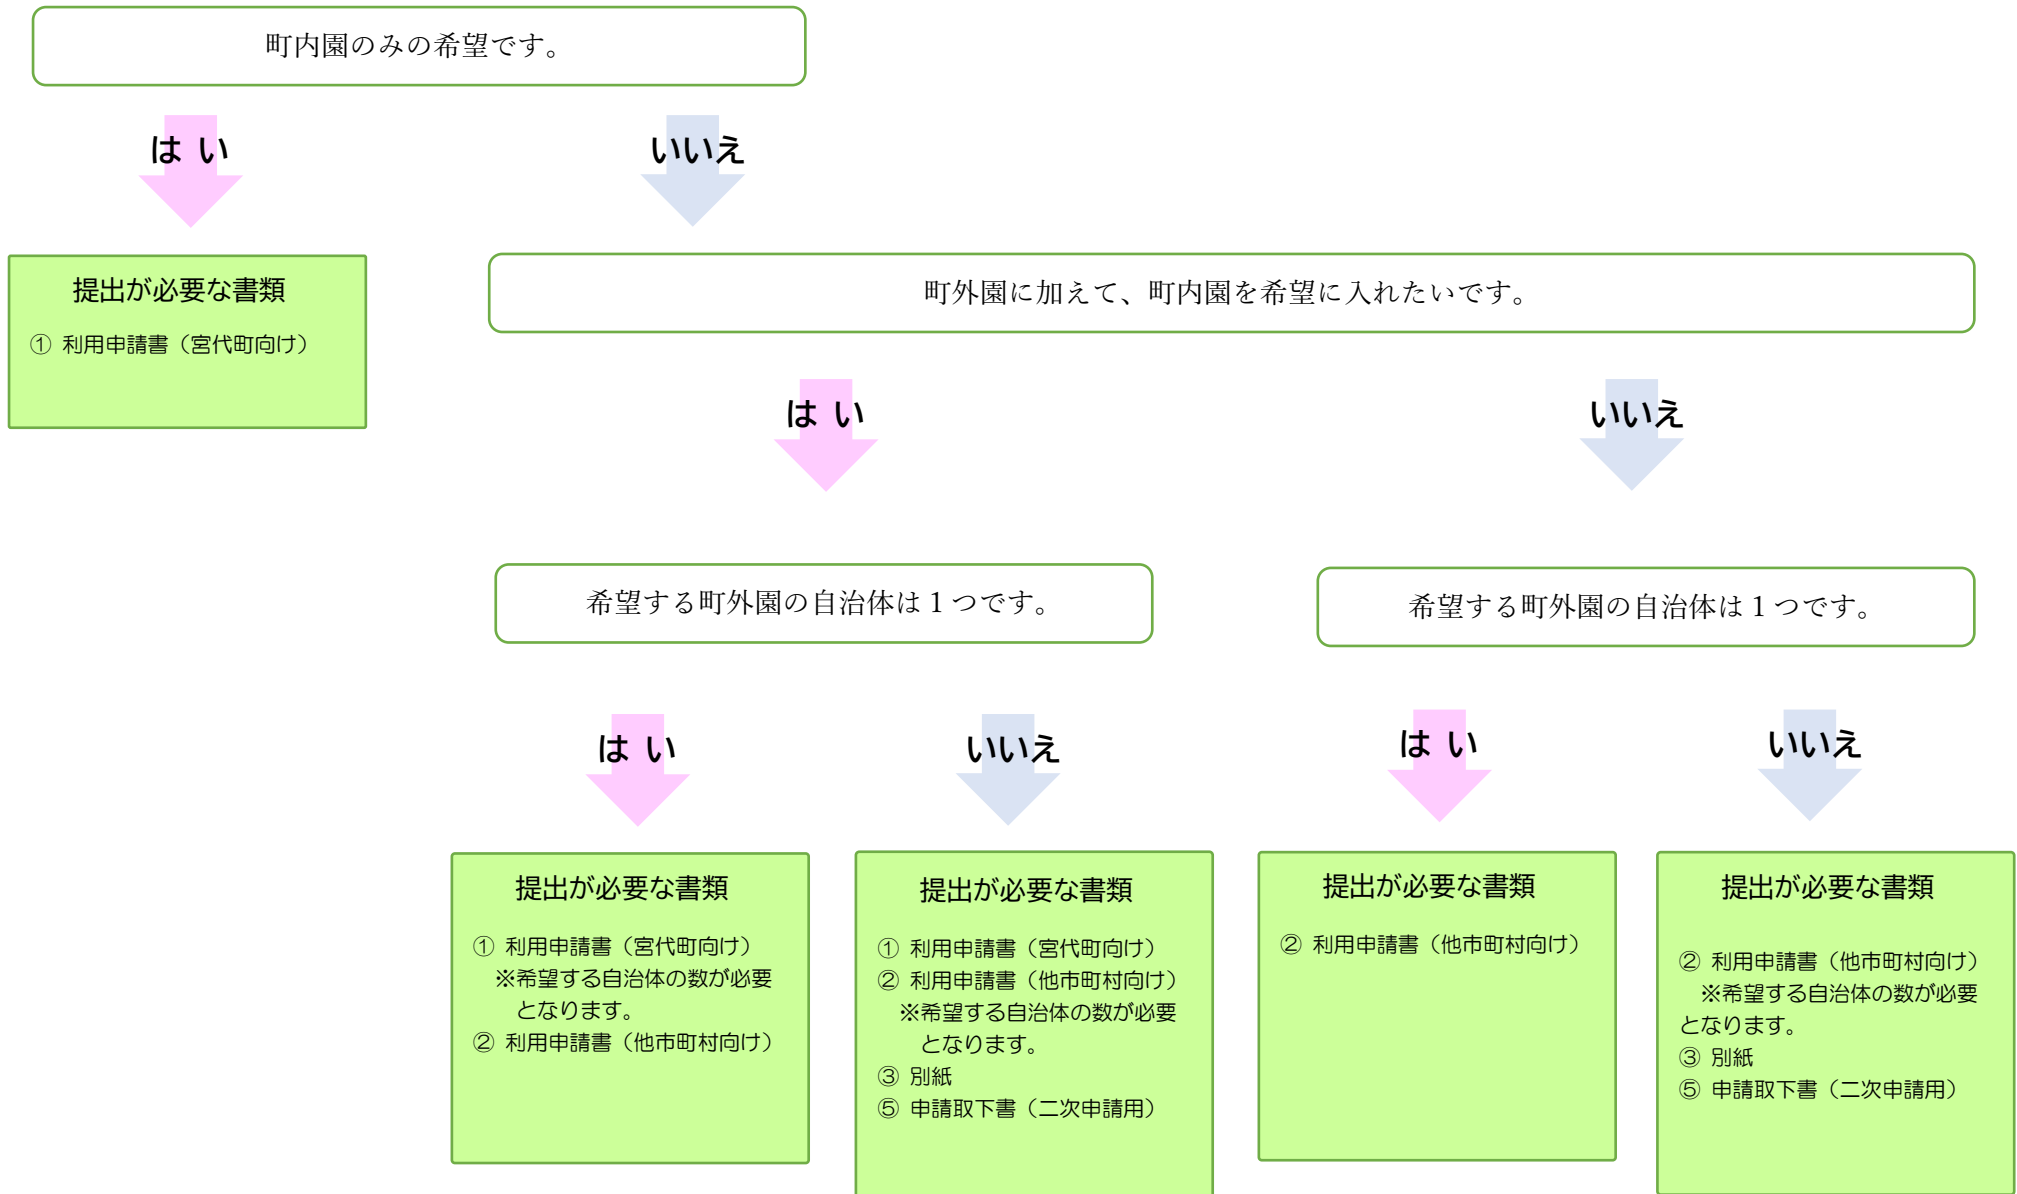 町内園のみの希望です。
は い
いいえ
提出が必要な書類
① 利用申請書（宮代町向け）
町外園に加えて、町内園を希望に入れたいです。
は い
いいえ
希望する町外園の自治体は１つです。
希望する町外園の自治体は１つです。
は い
いいえ
は い
いいえ
提出が必要な書類
① 利用申請書（宮代町向け）
※希望する自治体の数が必要
となります。
② 利用申請書（他市町村向け）
提出が必要な書類
① 利用申請書（宮代町向け）
② 利用申請書（他市町村向け）
※希望する自治体の数が必要
となります。
③ 別紙
⑤ 申請取下書（二次申請用）
提出が必要な書類
② 利用申請書（他市町村向け）
提出が必要な書類
② 利用申請書（他市町村向け）
※希望する自治体の数が必要
となります。
③ 別紙
⑤ 申請取下書（二次申請用）